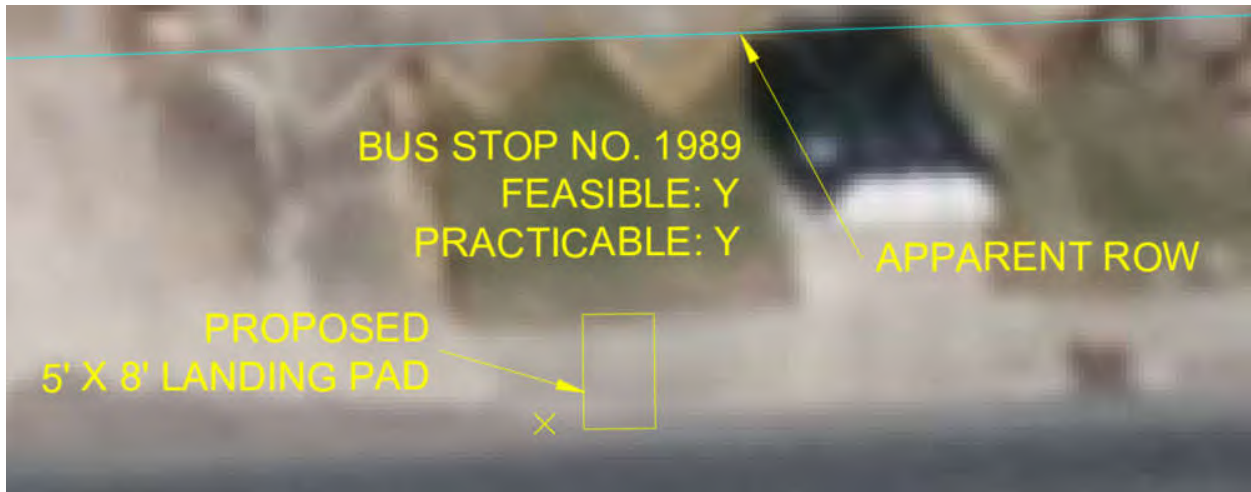 BUS STOP NO. 1989
FEASIBLE: Y
PRACTICABLE: Y
APPARENT ROW
PROPOSED
5' X 8' LANDING PAD